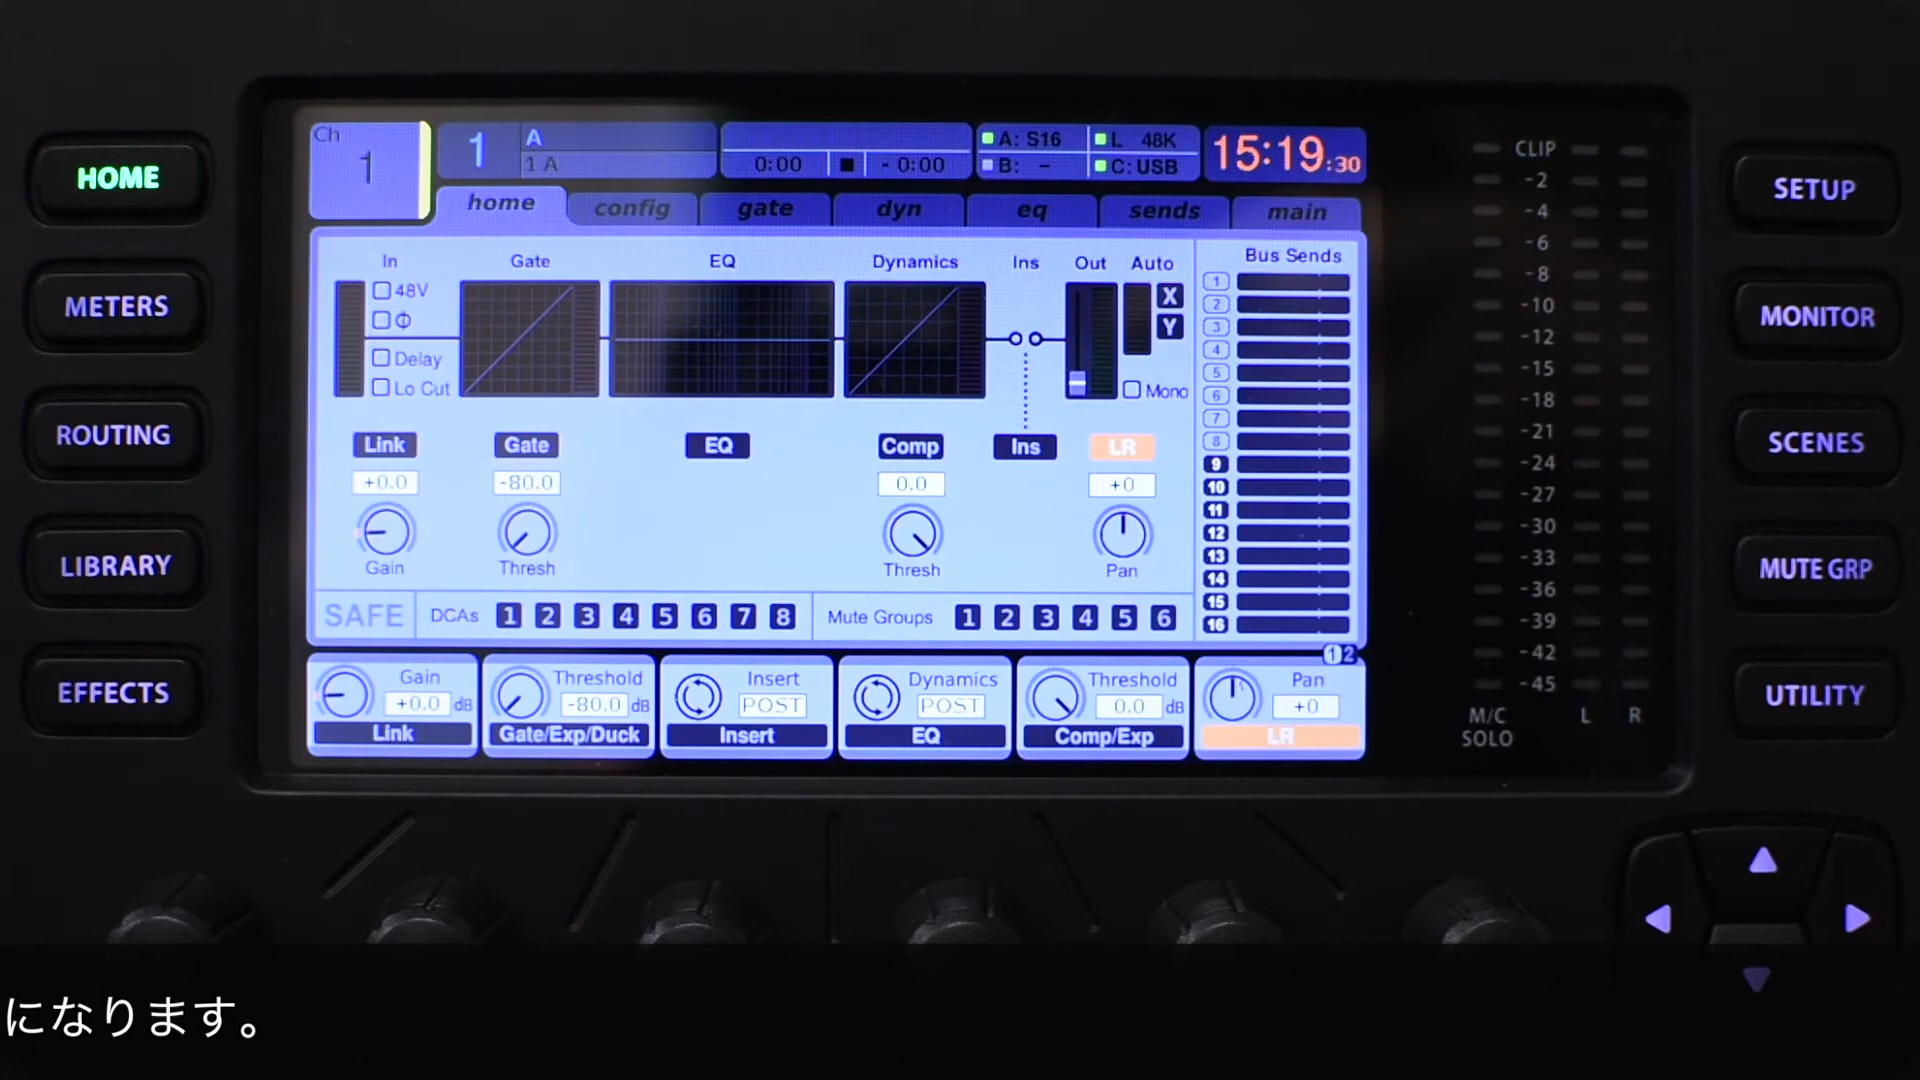 HOME
METERS
ROUTING
LIBRARY
EFFECTS
Ch
1
1
A
1 A
0:00
- 0:00
A: S16
B: -
L 48K
C: USB
15:19:30
home
config
gate
dyn
eq
sends
main
In
Gate
EQ
Dynamics
Ins
Out
Auto
Bus Sends
48V
Φ
Delay
Lo Cut
X
Y
Mono
1
2
3
4
5
6
7
8
9
10
11
12
13
14
15
16
Link
Gate
EQ
Comp
Ins
LR
+0.0
-80.0
0.0
+0
Gain
Thresh
Thresh
Pan
SAFE
DCAs
1 2 3 4 5 6 7 8
Mute Groups
1 2 3 4 5 6
1 2
Gain
+0.0 dB
Link
Threshold
-80.0 dB
Gate/Exp/Duck
Insert
POST
Insert
Dynamics
POST
EQ
Threshold
0.0 dB
Comp/Exp
Pan
+0
LR
CLIP
-2
-4
-6
-8
-10
-12
-15
-18
-21
-24
-27
-30
-33
-36
-39
-42
-45
M/C
SOLO
L
R
SETUP
MONITOR
SCENES
MUTE GRP
UTILITY
になります。